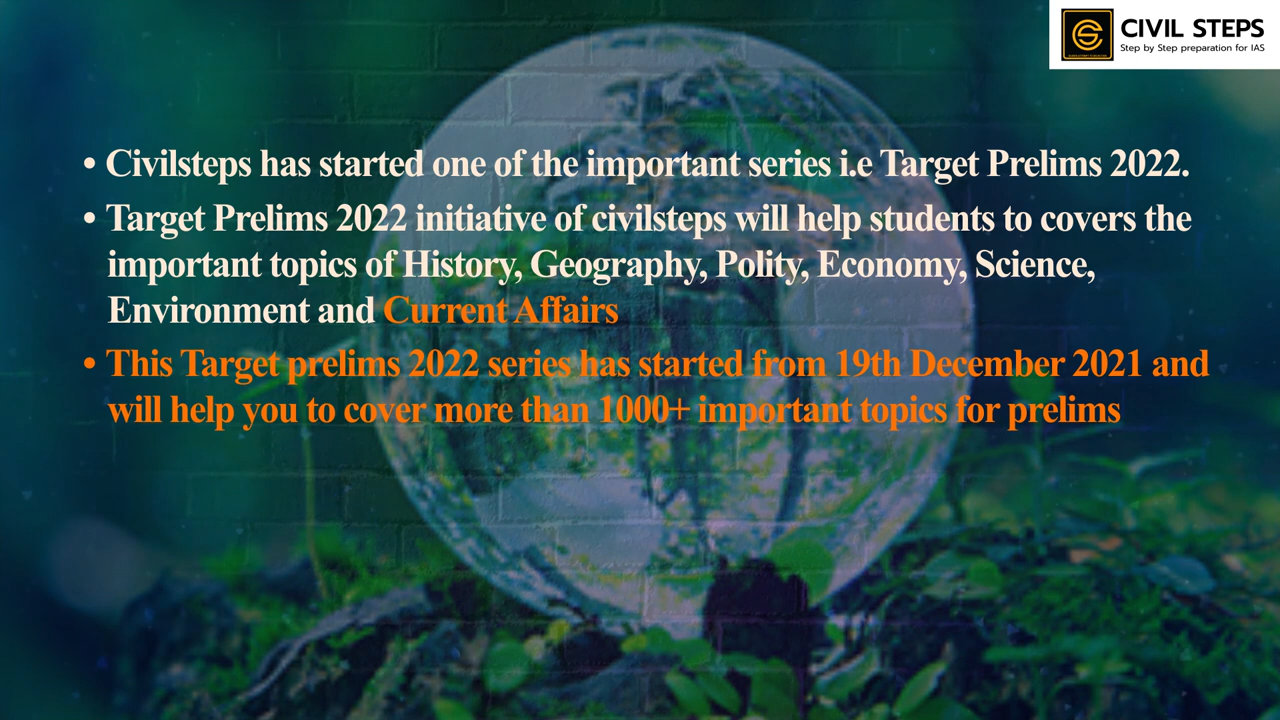 CIVIL STEPS
Step by Step preparation for IAS
• Civilsteps has started one of the important series i.e Target Prelims 2022.
• Target Prelims 2022 initiative of civilsteps will help students to covers the
important topics of History, Geography, Polity, Economy, Science,
Environment and Current Affairs
• This Target prelims 2022 series has started from 19th December 2021 and
will help you to cover more than 1000+ important topics for prelims